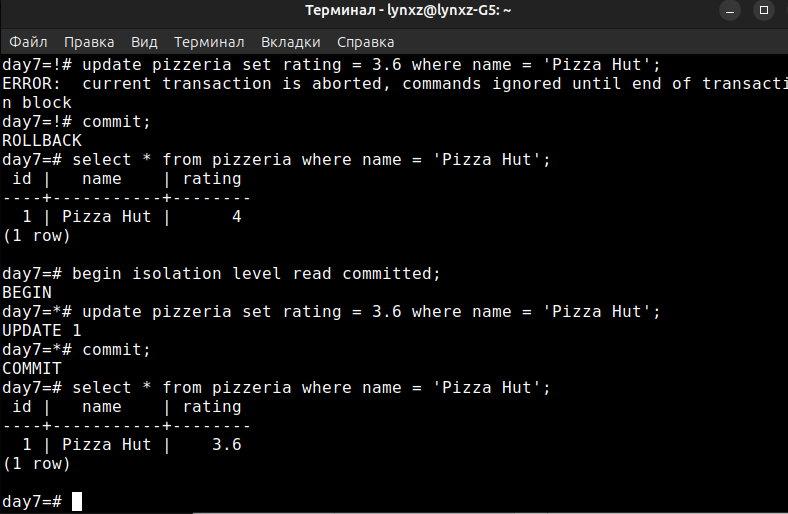 Терминал - lynxz@lynxz-G5: ~
Файл Правка Вид Терминал Вкладки Справка
day7=!# update pizzeria set rating = 3.6 where name = 'Pizza Hut';
ERROR:  current transaction is aborted, commands ignored until end of transacti
n block
day7=!# commit;
ROLLBACK
day7=# select * from pizzeria where name = 'Pizza Hut';
 id |   name    | rating
----+-----------+--------
  1 | Pizza Hut |      4
(1 row)
day7=# begin isolation level read committed;
BEGIN
day7=*# update pizzeria set rating = 3.6 where name = 'Pizza Hut';
UPDATE 1
day7=*# commit;
COMMIT
day7=# select * from pizzeria where name = 'Pizza Hut';
 id |   name    | rating
----+-----------+--------
  1 | Pizza Hut |    3.6
(1 row)
day7=#